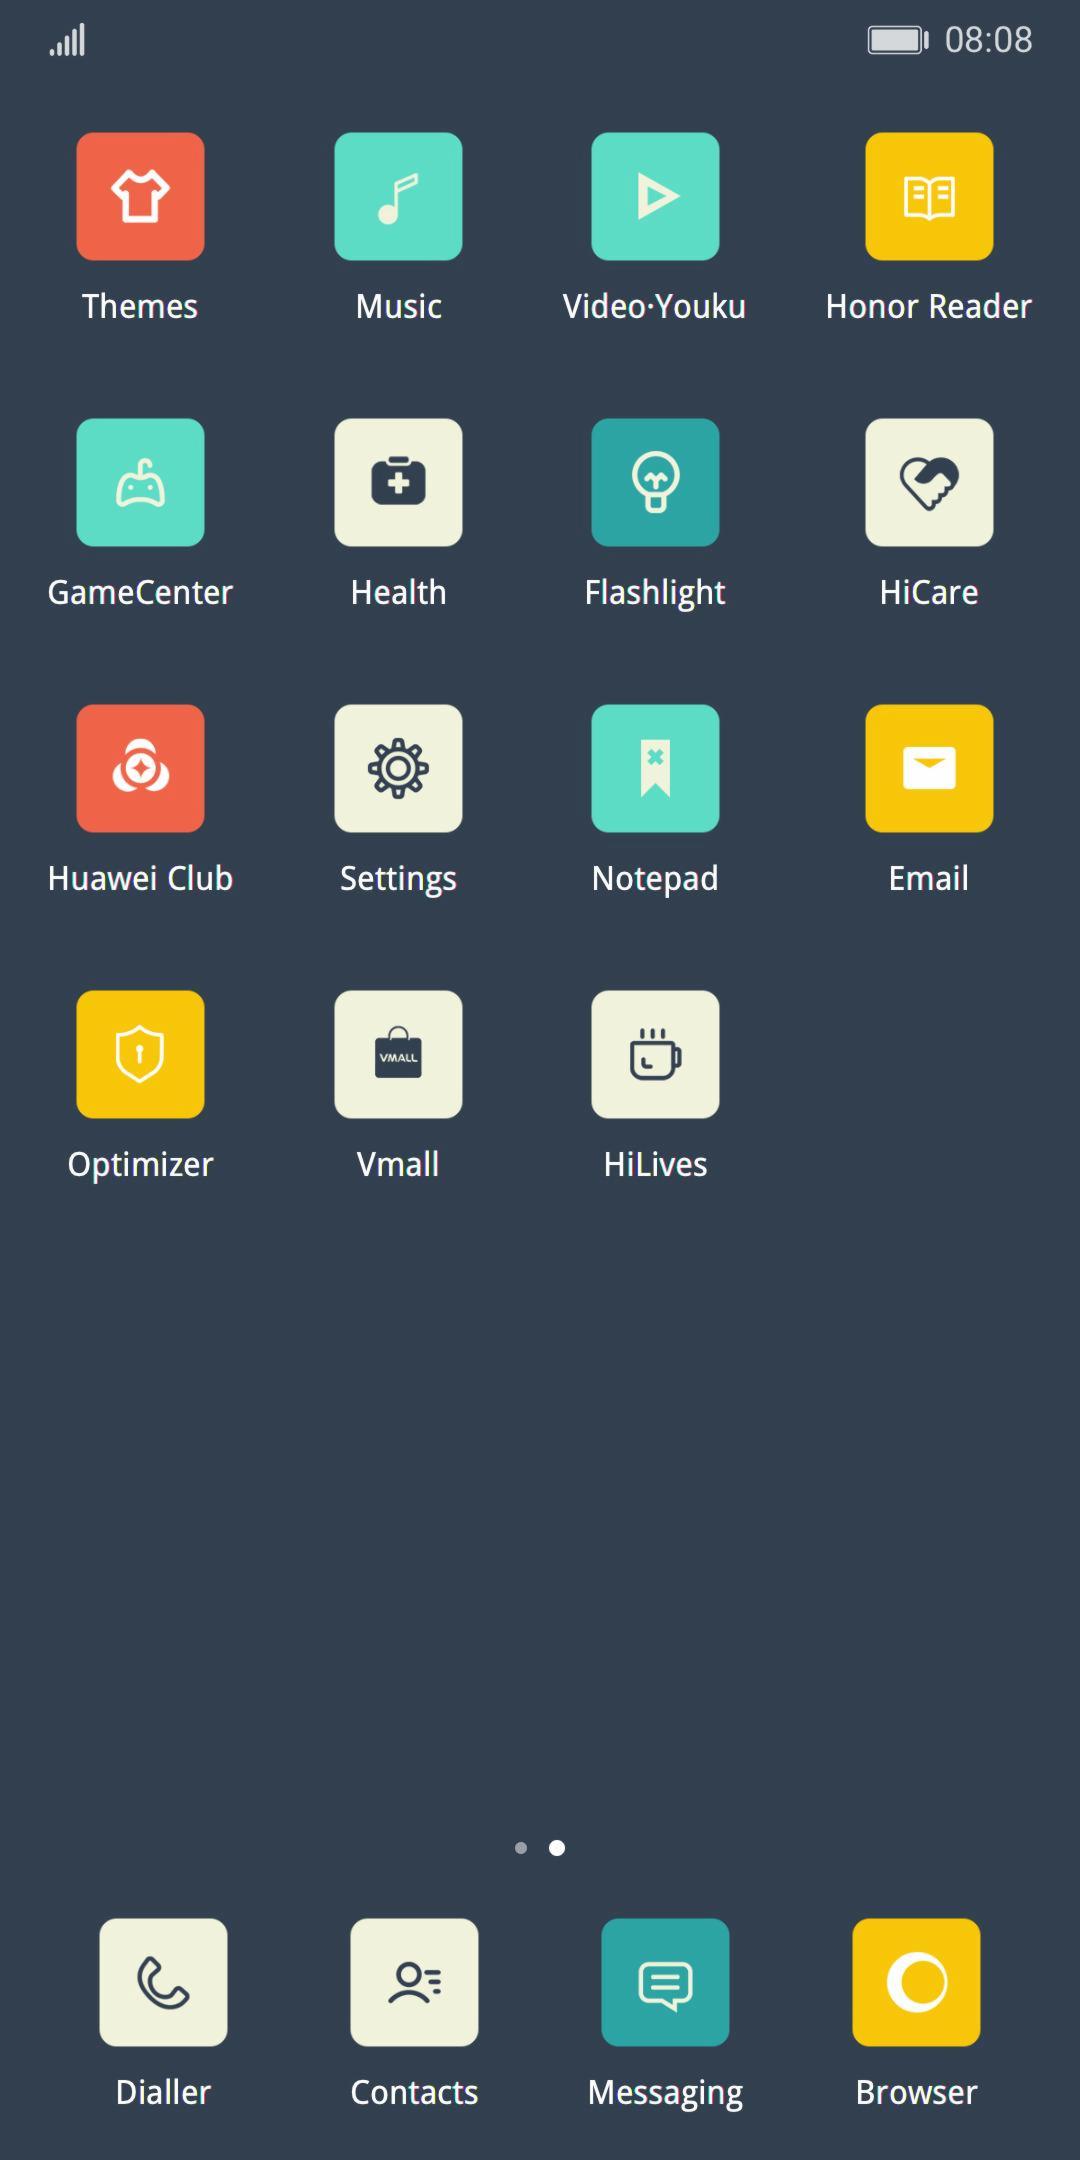 08:08
Themes
Music
Video·Youku
Honor Reader
GameCenter
Health
Flashlight
HiCare
Huawei Club
Settings
Notepad
Email
Optimizer
VMALL
Vmall
HiLives
Dialler
Contacts
Messaging
Browser